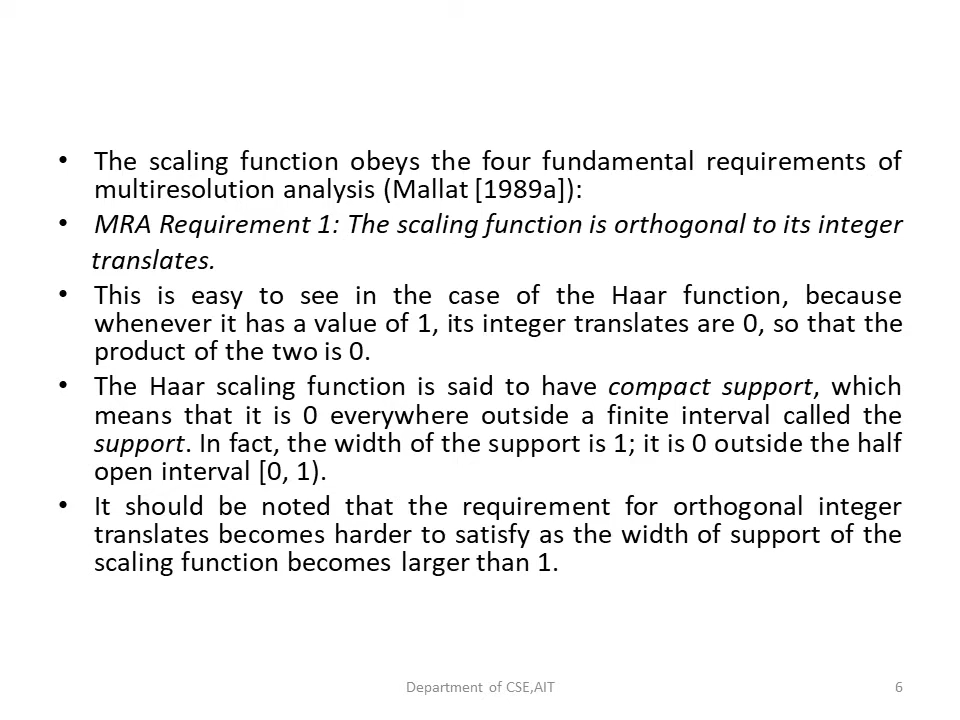 • The scaling function obeys the four fundamental requirements of
multiresolution analysis (Mallat [1989a]):
• MRA Requirement 1: The scaling function is orthogonal to its integer
translates.
• This is easy to see in the case of the Haar function, because
whenever it has a value of 1, its integer translates are 0, so that the
product of the two is 0.
• The Haar scaling function is said to have compact support, which
means that it is 0 everywhere outside a finite interval called the
support. In fact, the width of the support is 1; it is 0 outside the half
open interval [0, 1).
• It should be noted that the requirement for orthogonal integer
translates becomes harder to satisfy as the width of support of the
scaling function becomes larger than 1.
Department of CSE,AIT
6